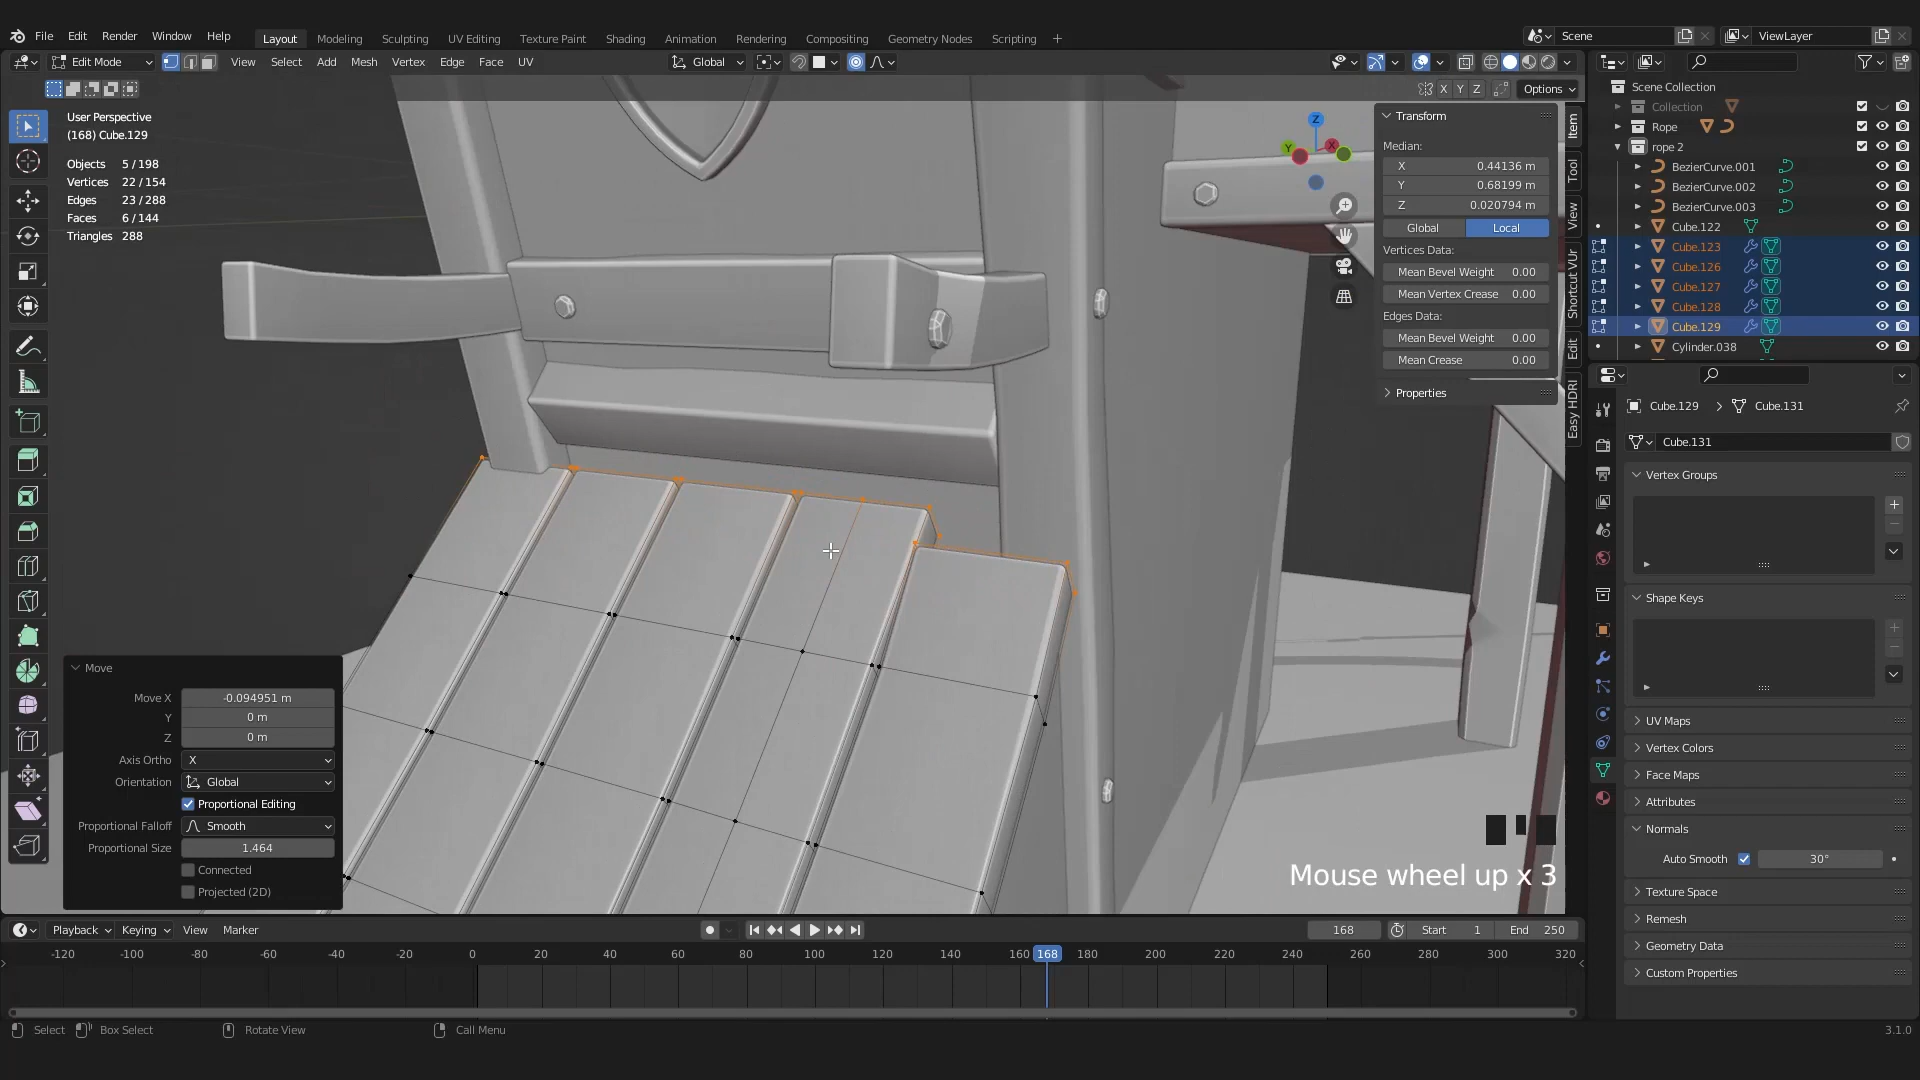 File Edit Render Window Help Layout Modeling Sculpting UV Editing Texture Paint Shading Animation Rendering Compositing Geometry Nodes Scripting + Scene ViewLayer
Edit Mode View Select Add Mesh Vertex Edge Face UV Global
X Y Z Options
User Perspective
(168) Cube.129
Objects 5 / 198
Vertices 22 / 154
Edges 23 / 288
Faces 6 / 144
Triangles 288
Z
Y
X
Transform
Median:
X 0.44136 m
Y 0.68199 m
Z 0.020794 m
Global Local
Vertices Data:
Mean Bevel Weight 0.00
Mean Vertex Crease 0.00
Edges Data:
Mean Bevel Weight 0.00
Mean Crease 0.00
Properties
Item
Tool
View
Shortcut VUr
Edit
Easy HDRI
Scene Collection
Collection
Rope
rope 2
BezierCurve.001
BezierCurve.002
BezierCurve.003
Cube.122
Cube.123
Cube.126
Cube.127
Cube.128
Cube.129
Cylinder.038
Cube.129 Cube.131
Cube.131
Vertex Groups
Shape Keys
UV Maps
Vertex Colors
Face Maps
Attributes
Normals
Auto Smooth 30°
Texture Space
Remesh
Geometry Data
Custom Properties
Move
Move X -0.094951 m
Y 0 m
Z 0 m
Axis Ortho X
Orientation Global
Proportional Editing
Proportional Falloff Smooth
Proportional Size 1.464
Connected
Projected (2D)
Mouse wheel up x 3
Playback Keying View Marker 168 Start 1 End 250
-120 -100 -80 -60 -40 -20 0 20 40 60 80 100 120 140 160 168 180 200 220 240 260 280 300 320
Select Box Select Rotate View Call Menu 3.1.0